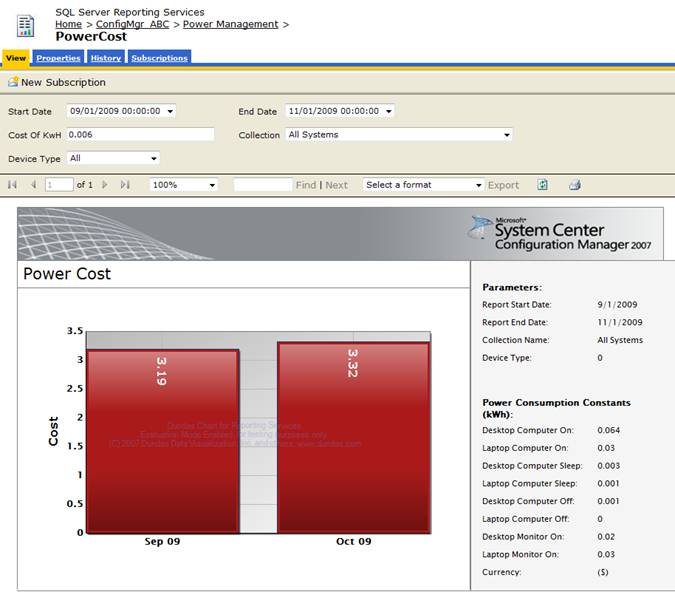 SQL Server Reporting Services
Home > ConfigMgr_ABC > Power Management >
PowerCost
View Properties History Subscriptions
New Subscription
Start Date 09/01/2009 00:00:00 End Date 11/01/2009 00:00:00
Cost Of KwH 0.006 Collection All Systems
Device Type All
1 of 1 100% Find | Next Select a format Export
Microsoft®
System Center
Configuration Manager 2007
Power Cost
Parameters:
Report Start Date: 9/1/2009
Report End Date: 11/1/2009
Collection Name: All Systems
Device Type: 0
Power Consumption Constants
(kWh):
Desktop Computer On: 0.064
Laptop Computer On: 0.03
Desktop Computer Sleep: 0.003
Laptop Computer Sleep: 0.001
Desktop Computer Off: 0.001
Laptop Computer Off: 0
Desktop Monitor On: 0.02
Laptop Monitor On: 0.03
Currency: ($)
Cost
3.5
3
2.5
2
1.5
1
0.5
0
3.19
3.32
Dundas Chart for Reporting Services
Evaluation Mode Enabled, for testing purposes only.
(C) 2007 Dundas Data Visualization, Inc. and others, www.dundas.com
Sep 09 Oct 09